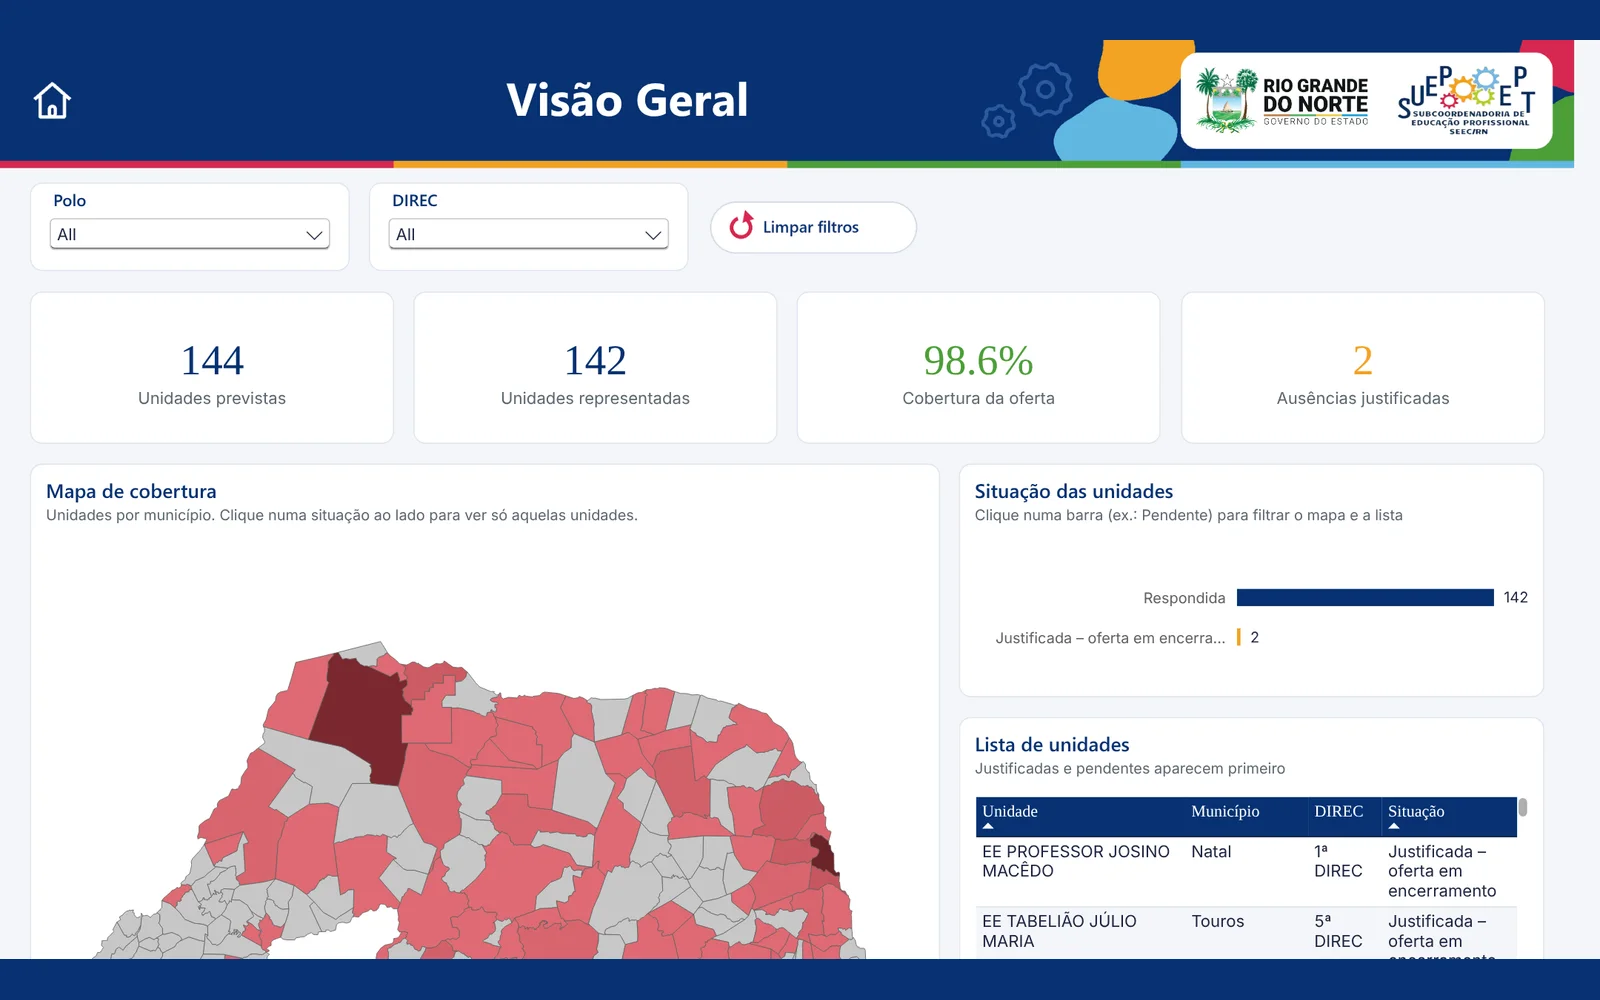 Visão Geral
RIO GRANDE
DO NORTE
GOVERNO DO ESTADO
SUEPEPT
SUBCOORDENADORIA DE
EDUCAÇÃO PROFISSIONAL
SEEC/RN
Polo
All
DIREC
All
Limpar filtros
144
Unidades previstas
142
Unidades representadas
98.6%
Cobertura da oferta
2
Ausências justificadas
Mapa de cobertura
Unidades por município. Clique numa situação ao lado para ver só aquelas unidades.
Situação das unidades
Clique numa barra (ex.: Pendente) para filtrar o mapa e a lista
Respondida 142
Justificada – oferta em encerra... 2
Lista de unidades
Justificadas e pendentes aparecem primeiro
Unidade Município DIREC Situação
EE PROFESSOR JOSINO Natal 1ª Justificada –
MACÊDO DIREC oferta em
encerramento
EE TABELIÃO JÚLIO Touros 5ª Justificada –
MARIA DIREC oferta em
encerramento